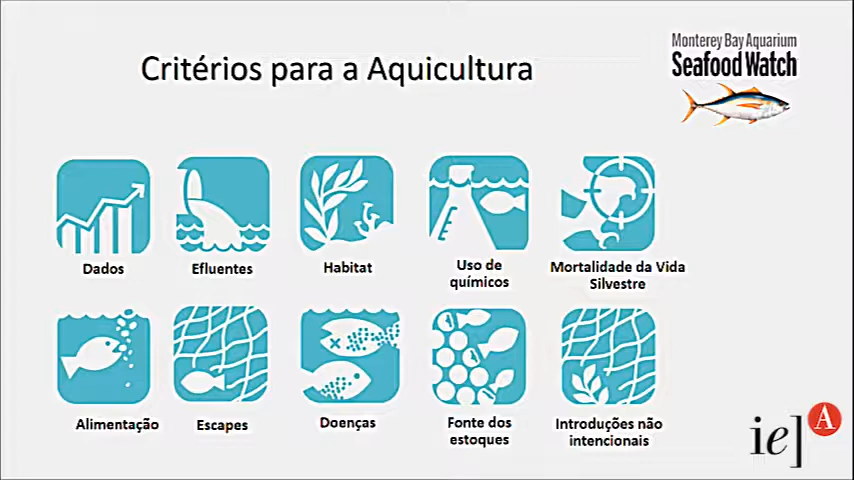 Monterey Bay Aquarium
Seafood Watch
Critérios para a Aquicultura
Dados
Efluentes
Habitat
Uso de
químicos
Mortalidade da Vida
Silvestre
Alimentação
Escapes
Doenças
Fonte dos
estoques
Introduções não
intencionais
ie]
A